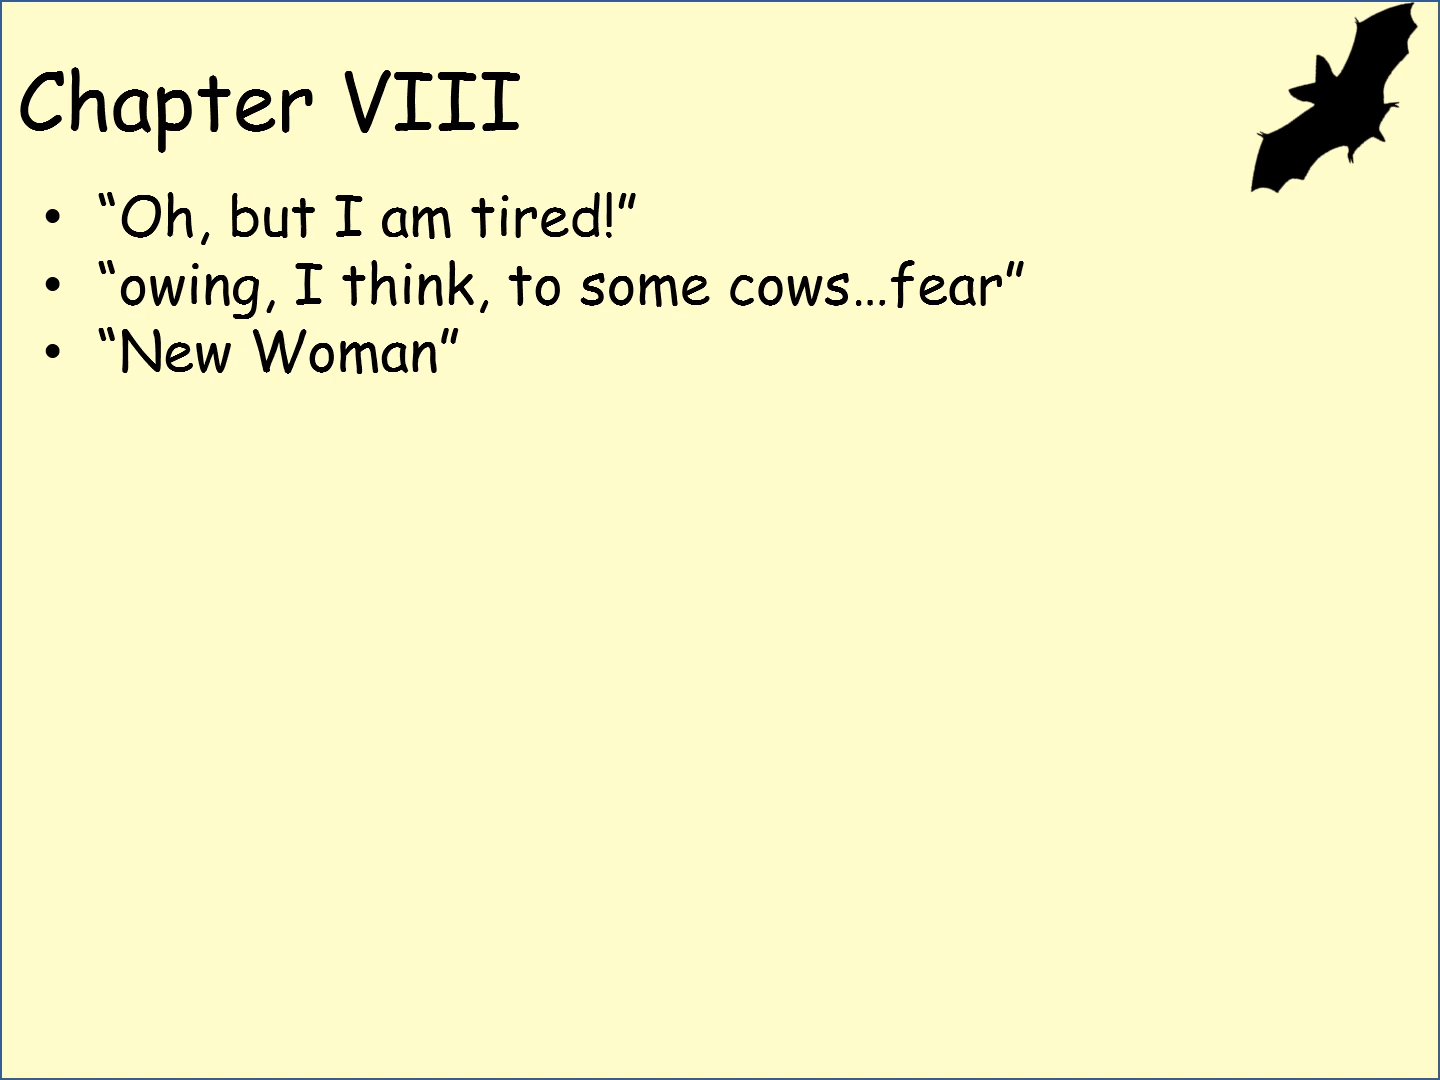 Chapter VIII
• “Oh, but I am tired!”
• “owing, I think, to some cows…fear”
• “New Woman”